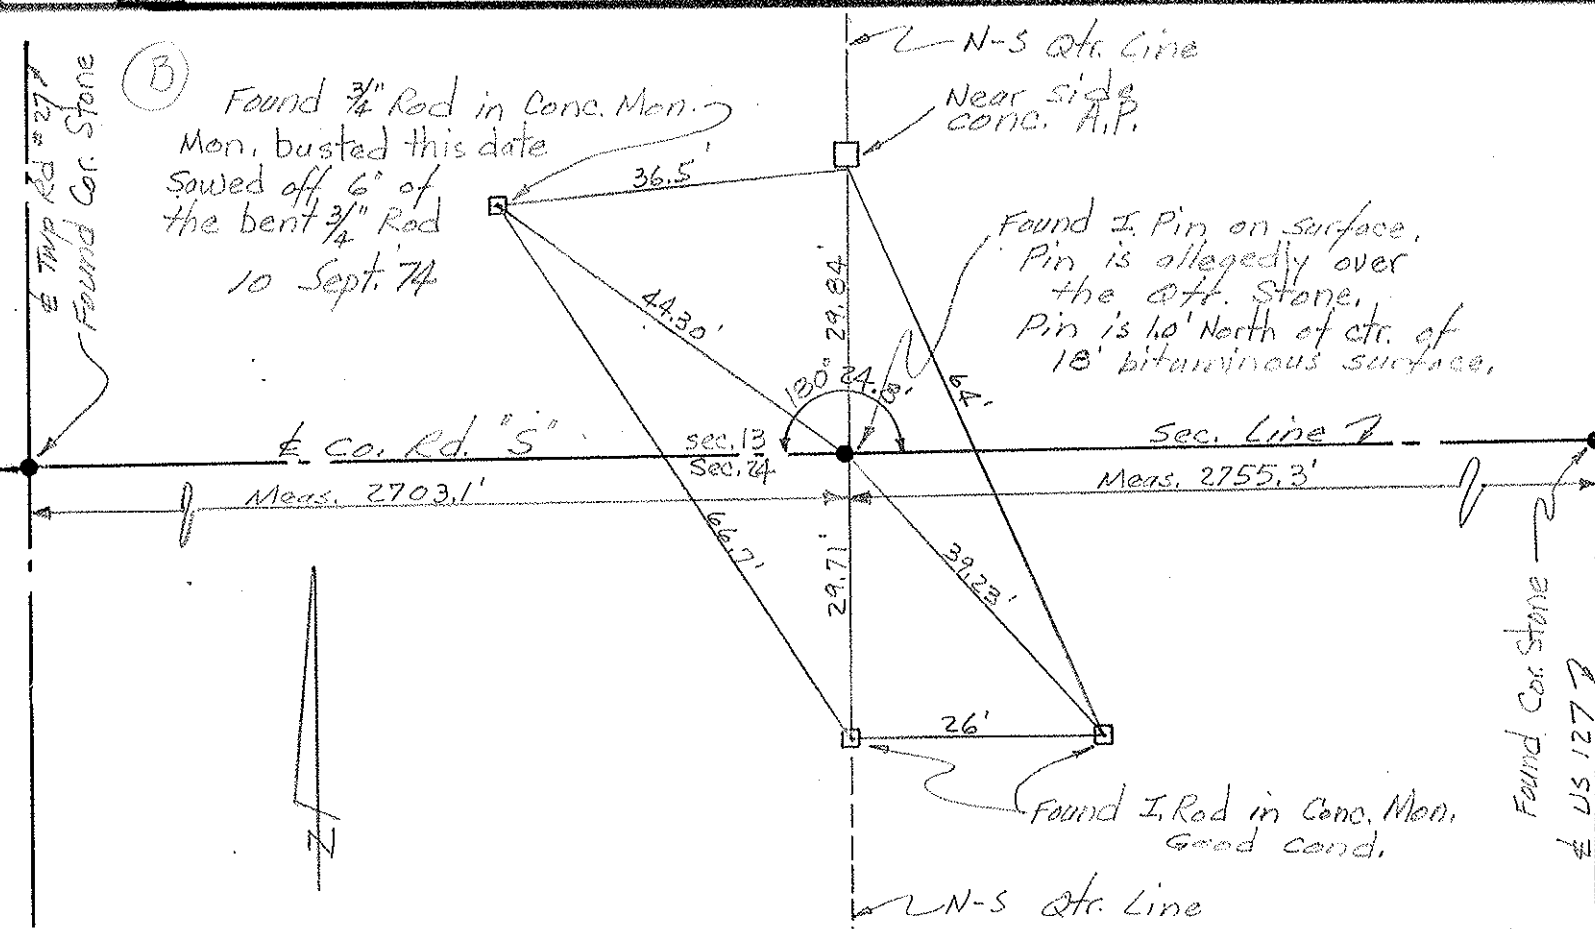 B
℄ Twp Rd #27
Found Cor. Stone
Found 3/4" Rod in Conc. Mon.
Mon. busted this date
Sawed off 6" of
the bent 3/4" Rod
10 Sept. 74
N-S Qtr. Line
Near side
conc. A.P.
36.5'
Found I. Pin on surface.
Pin is allegedly over
the Qtr. Stone.
Pin is 1.0' North of ctr. of
18' bituminous surface.
44.30'
29.84'
64.'
180° 24.8'
℄ Co. Rd. "S"
sec. 13
Sec. 24
Sec. Line
Meas. 2703.1'
Meas. 2755.3'
66.7'
29.71'
39.23'
26'
Found I. Rod in Conc. Mon.
Good cond.
Found Cor. Stone
℄ US 127
N
N-S Qtr. Line